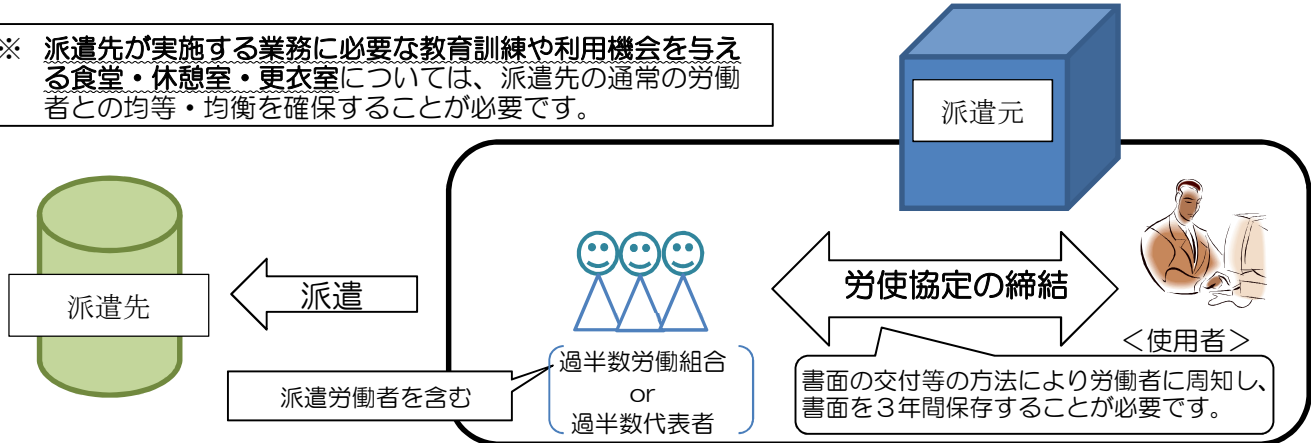 ※ 派遣先が実施する業務に必要な教育訓練や利用機会を与え
る食堂・休憩室・更衣室については、派遣先の通常の労働
者との均等・均衡を確保することが必要です。
派遣元
派遣先
派遣
労使協定の締結
＜使用者＞
派遣労働者を含む
過半数労働組合
or
過半数代表者
書面の交付等の方法により労働者に周知し、
書面を３年間保存することが必要です。